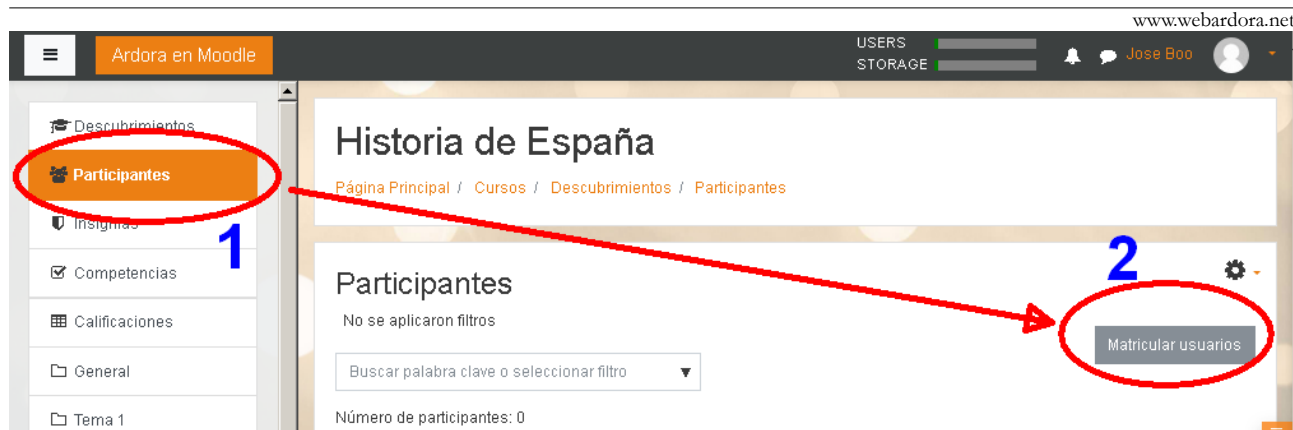 www.webardora.net
Ardora en Moodle
USERS
STORAGE
Jose Boo
Descubrimientos
Participantes
Insignias
Competencias
Calificaciones
General
Tema 1
1
Historia de España
Página Principal / Cursos / Descubrimientos / Participantes
2
Participantes
No se aplicaron filtros
Matricular usuarios
Buscar palabra clave o seleccionar filtro
Número de participantes: 0